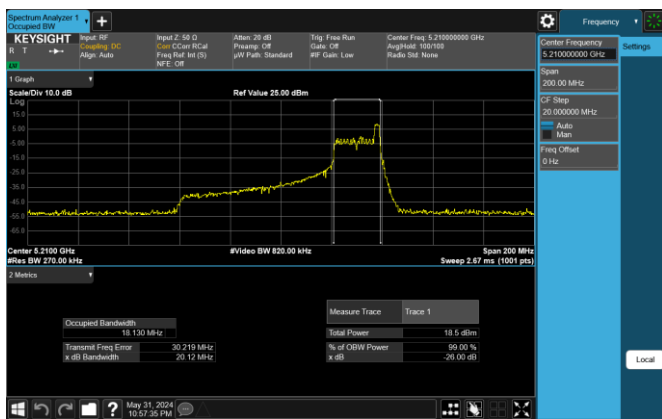 Spectrum Analyzer 1
Occupied BW
Frequency
KEYSIGHT
R T
Input: RF
Coupling: DC
Align: Auto
Input Z: 50 Ω
Corr CCorr RCal
Freq Ref: Int (S)
NFE: Off
Atten: 20 dB
Preamp: Off
µW Path: Standard
Trig: Free Run
Gate: Off
#IF Gain: Low
Center Freq: 5.210000000 GHz
Avg|Hold: 100/100
Radio Std: None
Center Frequency
5.210000000 GHz
Settings
Span
200.00 MHz
CF Step
20.000000 MHz
Auto
Man
Freq Offset
0 Hz
1 Graph
Scale/Div 10.0 dB
Ref Value 25.00 dBm
Log
15.0
5.00
-5.00
-15.0
-25.0
-35.0
-45.0
-55.0
-65.0
Center 5.2100 GHz
#Video BW 820.00 kHz
Span 200 MHz
#Res BW 270.00 kHz
Sweep 2.67 ms (1001 pts)
2 Metrics
Measure Trace
Trace 1
Occupied Bandwidth
18.130 MHz
Total Power
18.5 dBm
Transmit Freq Error
30.219 MHz
% of OBW Power
99.00 %
x dB Bandwidth
20.12 MHz
x dB
-26.00 dB
Local
May 31, 2024
10:57:35 PM